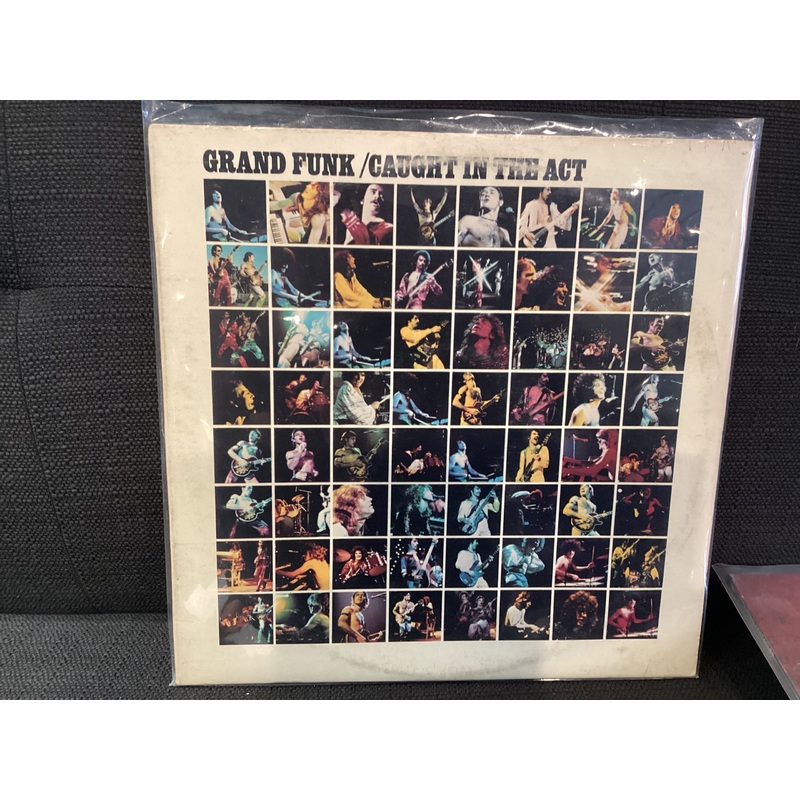 GRAND FUNK /CAUGHT IN THE ACT